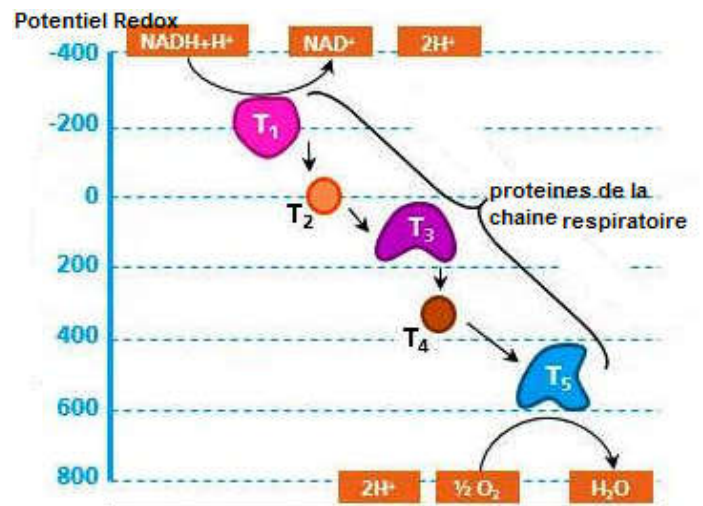 Potentiel Redox
-400
NADH+H⁺ NAD⁺ 2H⁺
T₁
-200
0
T₂
proteines de la
chaine respiratoire
T₃
200
400
T₄
T₅
600
800
2H⁺ ½ O₂ H₂O